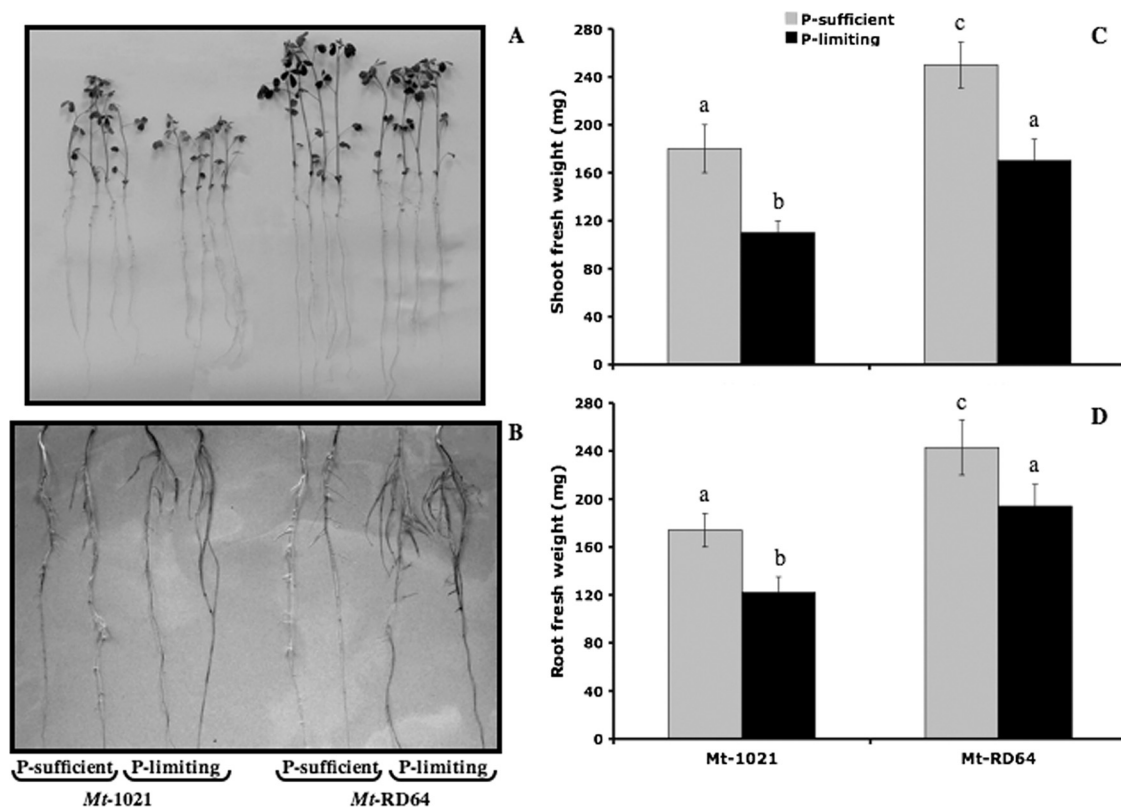 A
B
P-sufficient P-limiting P-sufficient P-limiting
Mt-1021 Mt-RD64
P-sufficient
P-limiting
C
Shoot fresh weight (mg)
280
240
200
160
120
80
40
0
a
b
c
a
D
Root fresh weight (mg)
280
240
200
160
120
80
40
0
a
b
c
a
Mt-1021 Mt-RD64